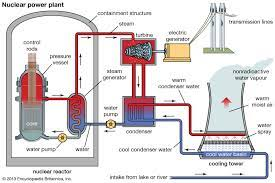 Nuclear power plant
containment structure
transmission lines
control
rods
pressure
vessel
steam
generator
steam
turbine
electric
generator
warm
condenser water
nonradioactive
water vapour
warm
moist air
water
pump
condenser
water pump
cool
condenser water
cool water basin
core
water pump
water
nuclear reactor
cooling tower
intake from lake or river
© 2013 Encyclopædia Britannica, Inc.